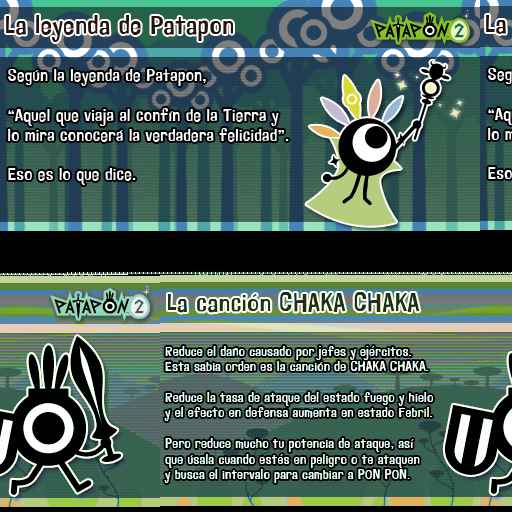 La leyenda de Patapon
PATAPON 2
La
Según la leyenda de Patapon,
Seg
“Aquel que viaja al confín de la Tierra y
lo mira conocerá la verdadera felicidad”.
“Aq
lo m
Eso es lo que dice.
Eso
PATAPON 2
La canción CHAKA CHAKA
Reduce el daño causado por jefes y ejércitos.
Esta sabia orden es la canción de CHAKA CHAKA.
Reduce la tasa de ataque del estado fuego y hielo
y el efecto en defensa aumenta en estado Febril.
Pero reduce mucho tu potencia de ataque, así
que úsala cuando estés en peligro o te ataquen
y busca el intervalo para cambiar a PON PON.